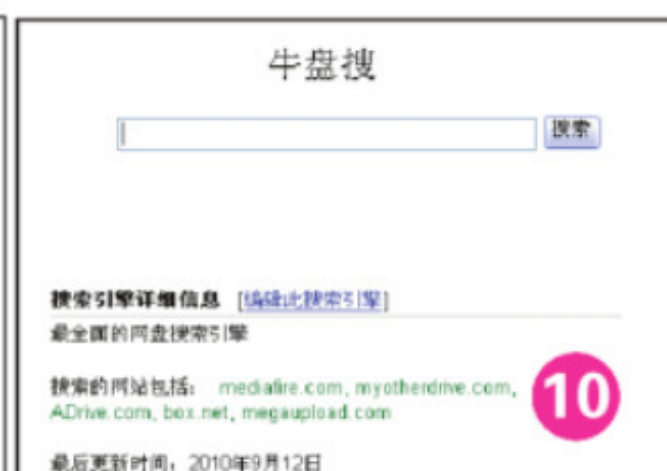 牛盘搜
搜索
搜索引擎详细信息 [编辑此搜索引擎]
最全面的网盘搜索引擎
搜索的网站包括： mediafire.com, myotherdrive.com,
ADrive.com, box.net, megaupload.com
10
最后更新时间：2010年9月12日